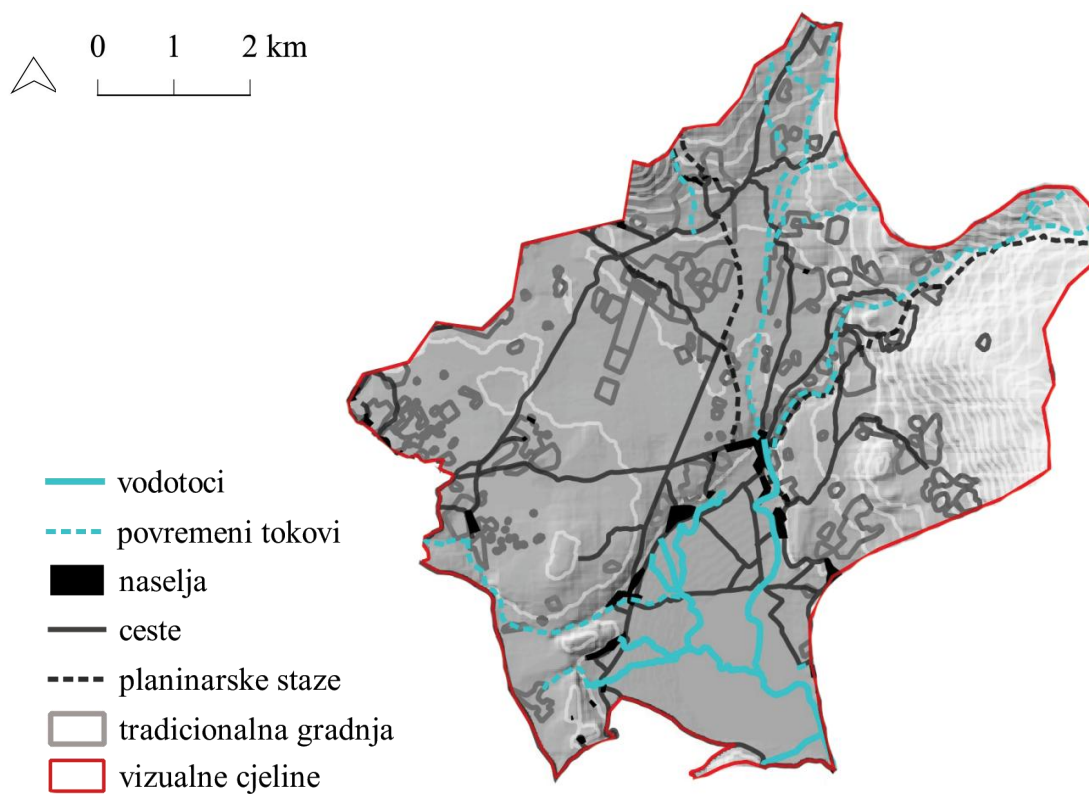 0 1 2 km
vodotoci
povremeni tokovi
naselja
ceste
planinarske staze
tradicionalna gradnja
vizualne cjeline